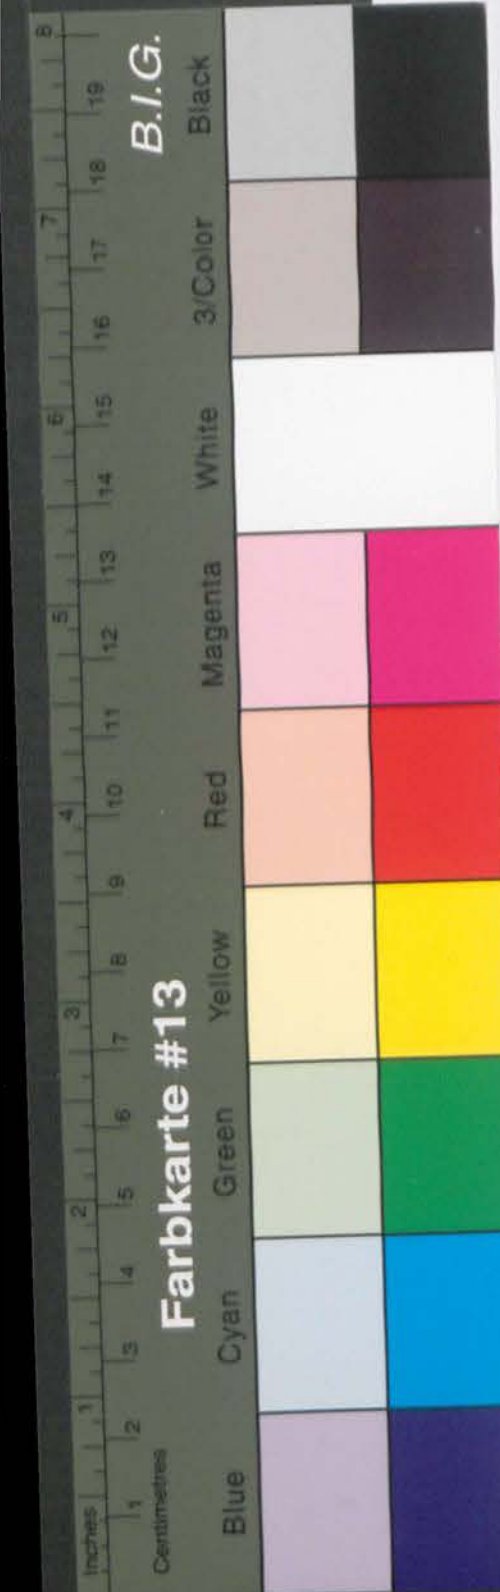 Inches 1 2 3 4 5 6 7 8
Centimetres 1 2 3 4 5 6 7 8 9 10 11 12 13 14 15 16 17 18 19
Farbkarte #13 B.I.G.
Blue Cyan Green Yellow Red Magenta White 3/Color Black